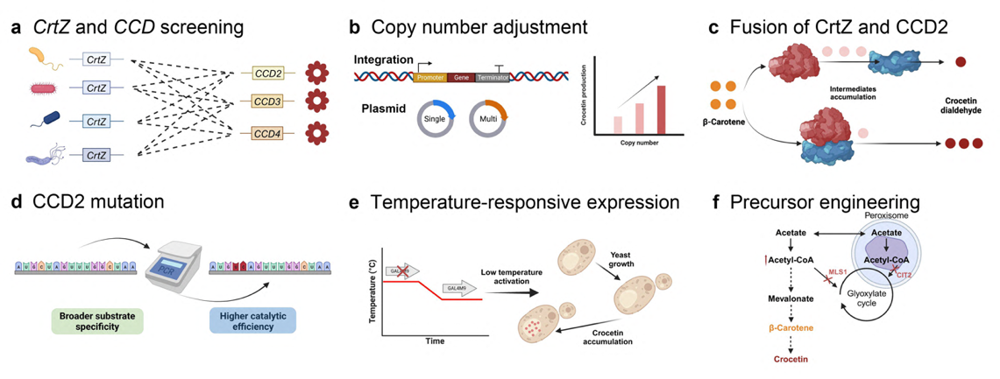 a CrtZ and CCD screening
CrtZ
CrtZ
CrtZ
CrtZ
CCD2
CCD3
CCD4
b Copy number adjustment
Integration
Promoter
Gene
Terminator
Plasmid
Single
Multi
Crocetin production
Copy number
c Fusion of CrtZ and CCD2
β-Carotene
Intermediates
accumulation
Crocetin
dialdehyde
d CCD2 mutation
PCR
Broader substrate
specificity
Higher catalytic
efficiency
e Temperature-responsive expression
Temperature (°C)
GAL4M9
Time
Low temperature
activation
Yeast
growth
Crocetin
accumulation
f Precursor engineering
Peroxisome
Acetate
Acetate
Acetyl-CoA
Acetyl-CoA
MLS1
CIT2
Glyoxylate
cycle
Mevalonate
β-Carotene
Crocetin